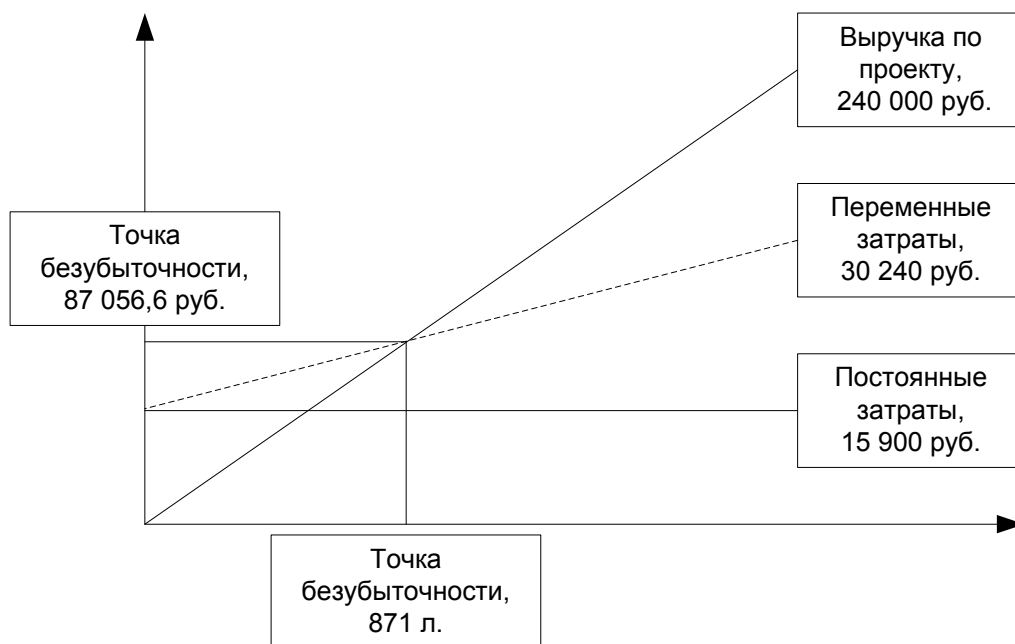 Выручка по
проекту,
240 000 руб.
Переменные
затраты,
30 240 руб.
Точка
безубыточности,
87 056,6 руб.
Постоянные
затраты,
15 900 руб.
Точка
безубыточности,
871 л.